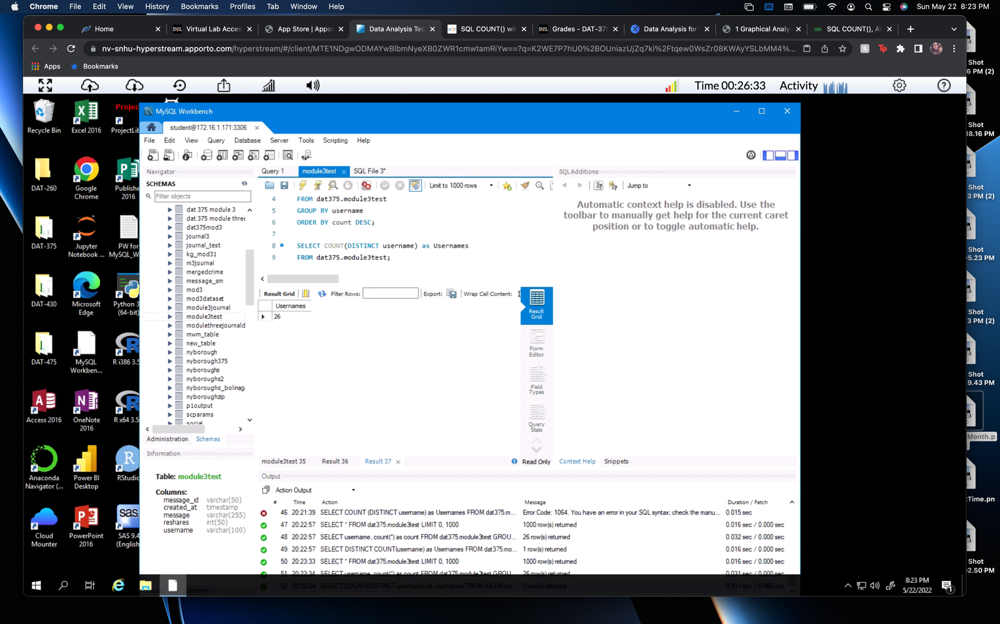 Chrome File Edit View History Bookmarks Profiles Tab Window Help Sun May 22 8:23 PM
Home D2L Virtual Lab Acces App Store | Appor Data Analysis Tec w3r SQL COUNT() wit D2L Grades - DAT-375 Data Analysis for 1 Graphical Analy SQL COUNT(), AV
nv-snhu-hyperstream.apporto.com/hyperstream/#/client/MTE1NDgwODMAYwBlbmNyeXB0ZWR1cmwtamRiYw==?q=K2WE7P7hU0%2BOUniazUjZq7ki%2Ftqew0WsZr08KWAyYSLbMM4%...
Apps Bookmarks
Time 00:26:33 Activity
Recycle Bin
Excel 2016
Project
ProjectLib
DAT-260
Google
Chrome
Publishe
2016
DAT-375
Jupyter
Notebook ...
PW for
MySQL_W
DAT-430
Microsoft
Edge
Python 3
(64-bit)
DAT-475
MySQL
Workben...
R i386 3.5
Access 2016
OneNote
2016
R x64 3.5
Anaconda
Navigator (...
Power BI
Desktop
RStudio
Cloud
Mounter
PowerPoint
2016
SAS 9.4
(English
MySQL Workbench
student@172.16.1.171:3306
File Edit View Query Database Server Tools Scripting Help
Navigator
SCHEMAS
Filter objects
dat 375 module 3
dat 375 module three
dat375mod3
journal3
journal_test
kg_mod31
m3journal
mergedcrime
message_sm
mod3
mod3dataset
module3journal
module3test
modulethreejournald
mwm_table
new_table
nyborough
nyborough375
nyboroughs
nyboroughs2
nyboroughs_bolinaga
nyboroughzip
p1output
scparams
social
Administration Schemas
Information
Table: module3test
Columns:
message_id varchar(50)
created_at timestamp
message varchar(255)
reshares int(50)
username varchar(100)
Object Session
Query 1 module3test SQL File 3*
Limit to 1000 rows
4 FROM dat375.module3test
5 GROUP BY username
6 ORDER BY count DESC;
7
8 SELECT COUNT(DISTINCT username) as Usernames
9 FROM dat375.module3test;
Result Grid Filter Rows: Export: Wrap Cell Content:
Usernames
26
Result
Grid
Form
Editor
Field
Types
Query
Stats
module3test 35 Result 36 Result 37 Read Only
SQLAdditions
Jump to
Automatic context help is disabled. Use the
toolbar to manually get help for the current caret
position or to toggle automatic help.
Context Help Snippets
Output
Action Output
# Time Action Message Duration / Fetch
46 20:21:39 SELECT COUNT (DISTINCT username) as Usernames FROM dat375.m... Error Code: 1064. You have an error in your SQL syntax; check the manu... 0.015 sec
47 20:22:57 SELECT * FROM dat375.module3test LIMIT 0, 1000 1000 row(s) returned 0.016 sec / 0.000 sec
48 20:22:57 SELECT username, count(*) as count FROM dat375.module3test GROU... 26 row(s) returned 0.032 sec / 0.000 sec
49 20:22:57 SELECT DISTINCT COUNT(username) as Usernames FROM dat375.mo... 1 row(s) returned 0.016 sec / 0.000 sec
50 20:23:33 SELECT * FROM dat375.module3test LIMIT 0, 1000 1000 row(s) returned 0.016 sec / 0.000 sec
51 20:23:34 SELECT username, count(*) as count FROM dat375.module3test GROU... 26 row(s) returned 0.031 sec / 0.000 sec
52 20:23:34 SELECT COUNT(DISTINCT username) as Usernames FROM dat375.mo... 1 row(s) returned 0.031 sec / 0.000 sec
8:23 PM
5/22/2022
1
Shot
6 PM (2)
Shot
18.16 PM
Shot
3 PM (2)
Shot
5.23 PM
Shot
3 PM (2)
Shot
9.43 PM
Month.p
tTime.pn
Shot
2.50 PM